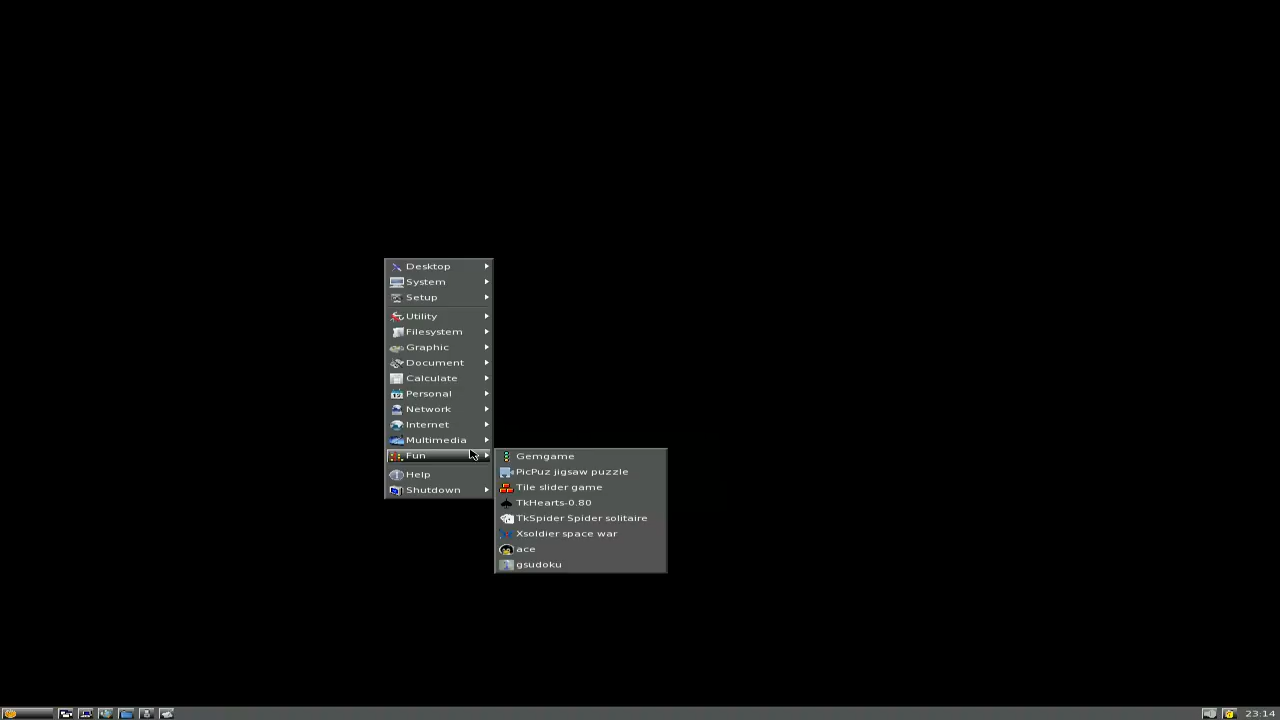 Desktop
System
Setup
Utility
Filesystem
Graphic
Document
Calculate
Personal
Network
Internet
Multimedia
Fun
Help
Shutdown
Gemgame
PicPuz jigsaw puzzle
Tile slider game
TkHearts-0.80
TkSpider Spider solitaire
Xsoldier space war
ace
gsudoku
23:14